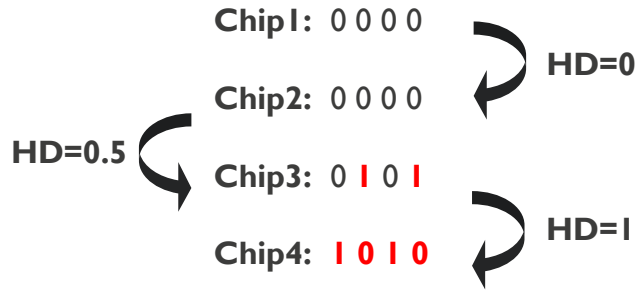 Chip1: 0 0 0 0
HD=0
Chip2: 0 0 0 0
HD=0.5
Chip3: 0 1 0 1
HD=1
Chip4: 1 0 1 0